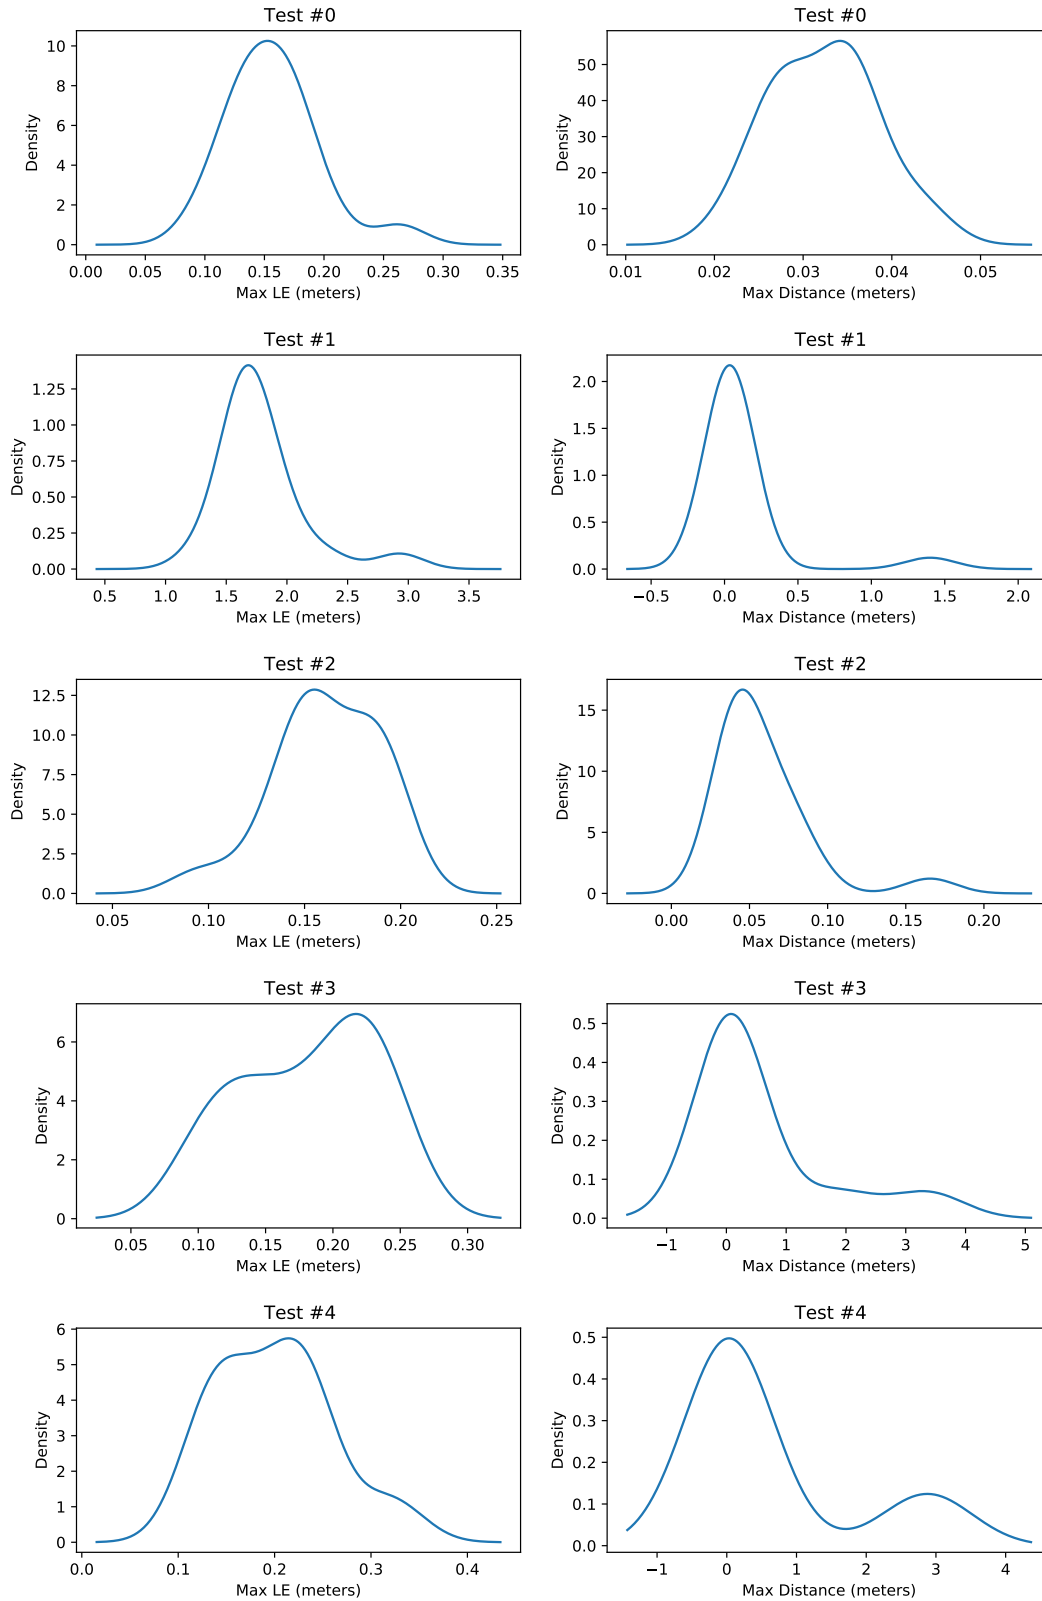 Test #0
10
8
6
4
2
0
Density
0.00 0.05 0.10 0.15 0.20 0.25 0.30 0.35
Max LE (meters)
Test #0
50
40
30
20
10
0
Density
0.01 0.02 0.03 0.04 0.05
Max Distance (meters)
Test #1
1.25
1.00
0.75
0.50
0.25
0.00
Density
0.5 1.0 1.5 2.0 2.5 3.0 3.5
Max LE (meters)
Test #1
2.0
1.5
1.0
0.5
0.0
Density
−0.5 0.0 0.5 1.0 1.5 2.0
Max Distance (meters)
Test #2
12.5
10.0
7.5
5.0
2.5
0.0
Density
0.05 0.10 0.15 0.20 0.25
Max LE (meters)
Test #2
15
10
5
0
Density
0.00 0.05 0.10 0.15 0.20
Max Distance (meters)
Test #3
6
4
2
0
Density
0.05 0.10 0.15 0.20 0.25 0.30
Max LE (meters)
Test #3
0.5
0.4
0.3
0.2
0.1
0.0
Density
−1 0 1 2 3 4 5
Max Distance (meters)
Test #4
6
5
4
3
2
1
0
Density
0.0 0.1 0.2 0.3 0.4
Max LE (meters)
Test #4
0.5
0.4
0.3
0.2
0.1
0.0
Density
−1 0 1 2 3 4
Max Distance (meters)